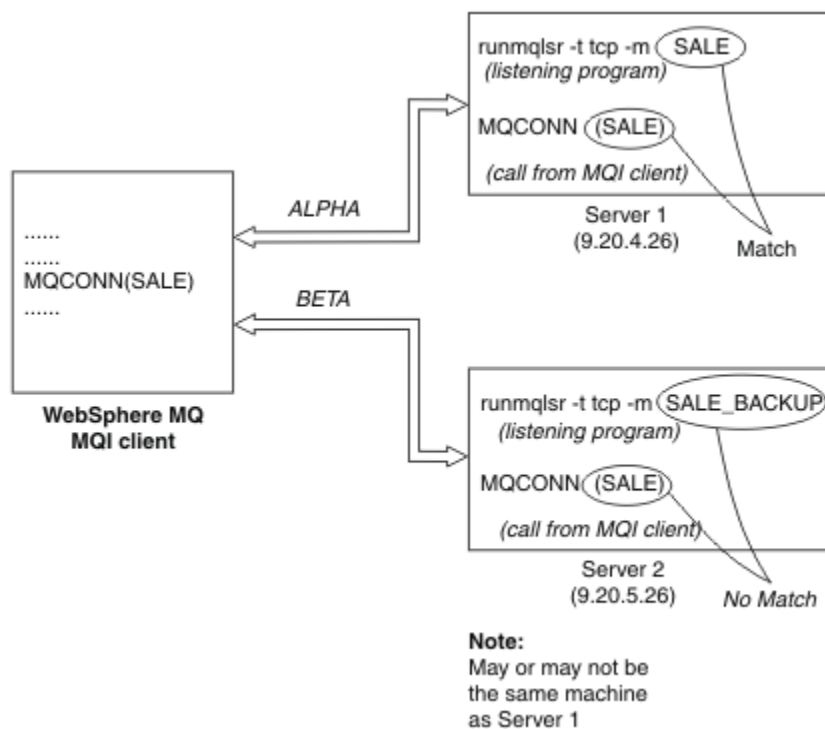 runmqlsr -t tcp -m SALE
(listening program)
MQCONN (SALE)
(call from MQI client)
Server 1
(9.20.4.26)
Match
ALPHA
......
......
MQCONN(SALE)
......
BETA
WebSphere MQ
MQI client
runmqlsr -t tcp -m SALE_BACKUP
(listening program)
MQCONN (SALE)
(call from MQI client)
Server 2
(9.20.5.26)
No Match
Note:
May or may not be
the same machine
as Server 1